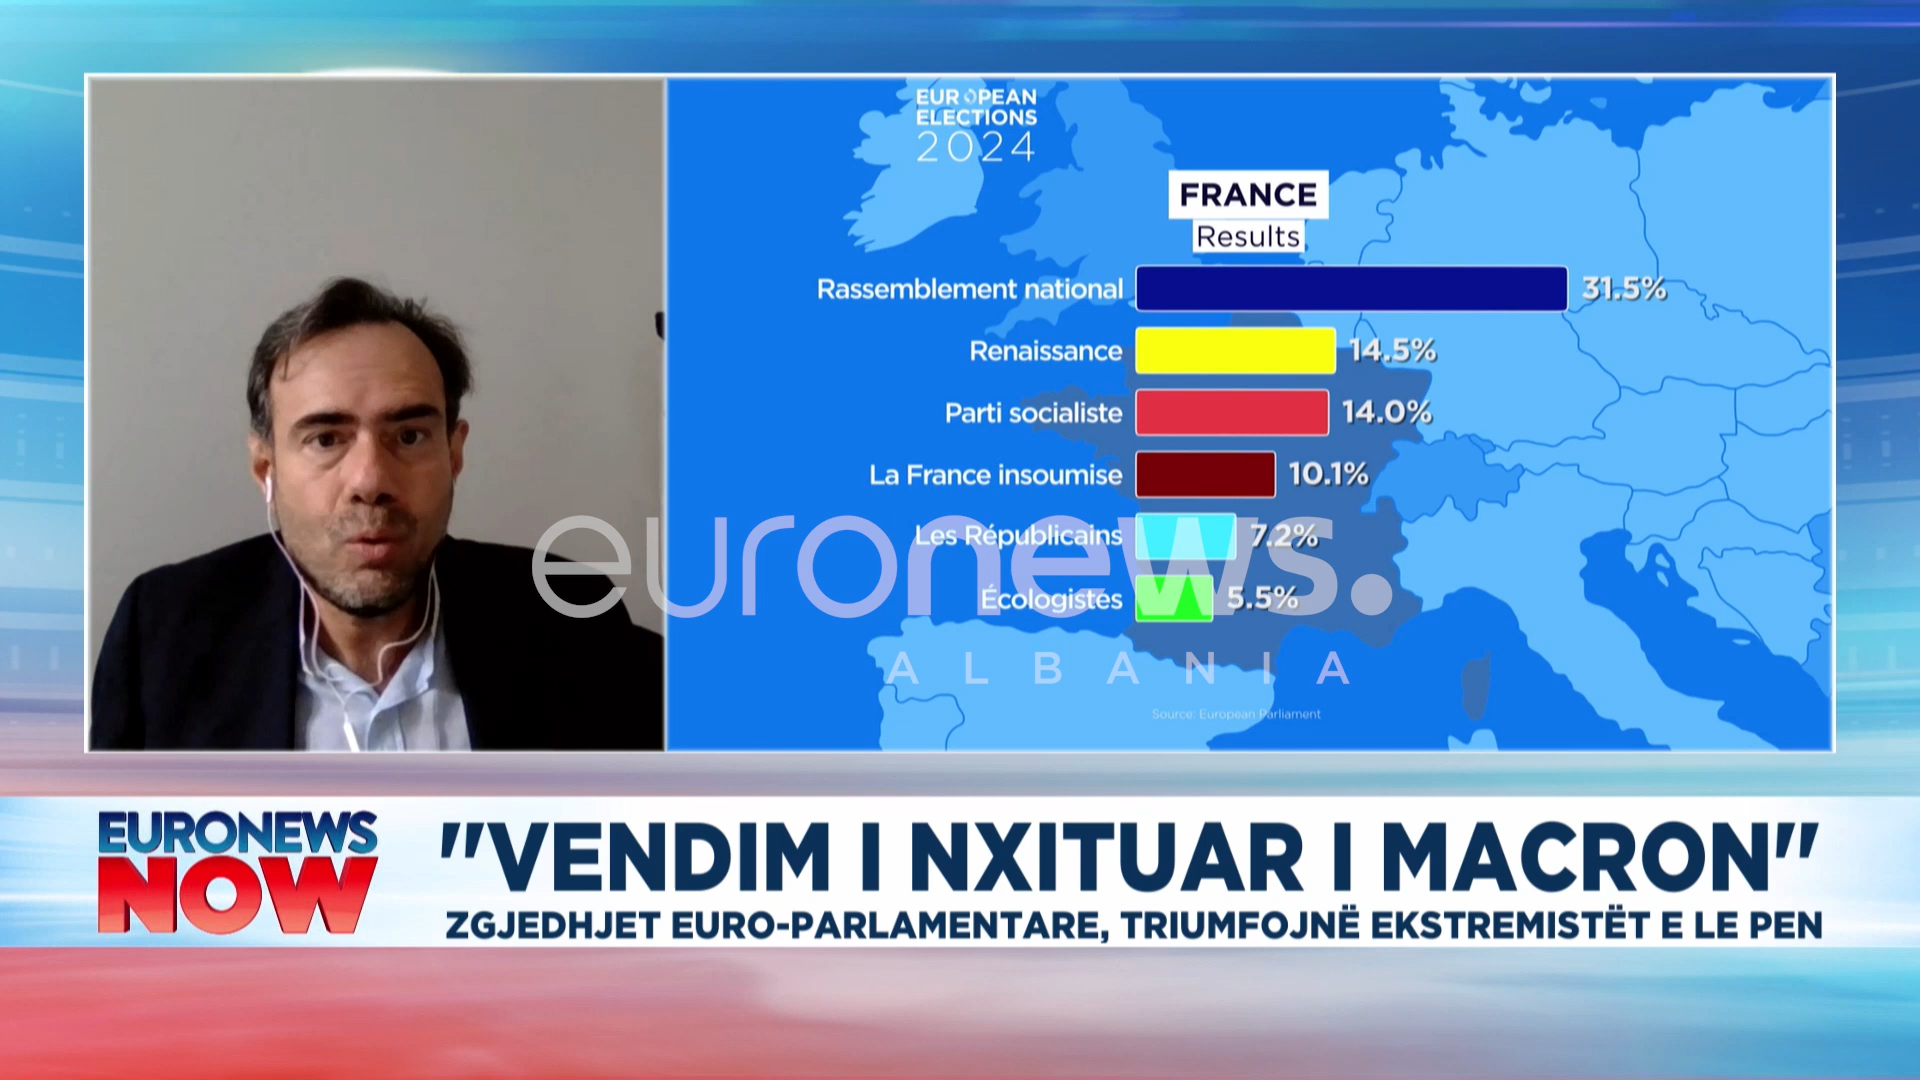 EUROPEAN
ELECTIONS
2024
FRANCE
Results
Rassemblement national 31.5%
Renaissance 14.5%
Parti socialiste 14.0%
La France insoumise 10.1%
Les Républicains 7.2%
Écologistes 5.5%
euronews.
ALBANIA
Source: European Parliament
EURONEWS
NOW
"VENDIM I NXITUAR I MACRON"
ZGJEDHJET EURO-PARLAMENTARE, TRIUMFOJNË EKSTREMISTËT E LE PEN